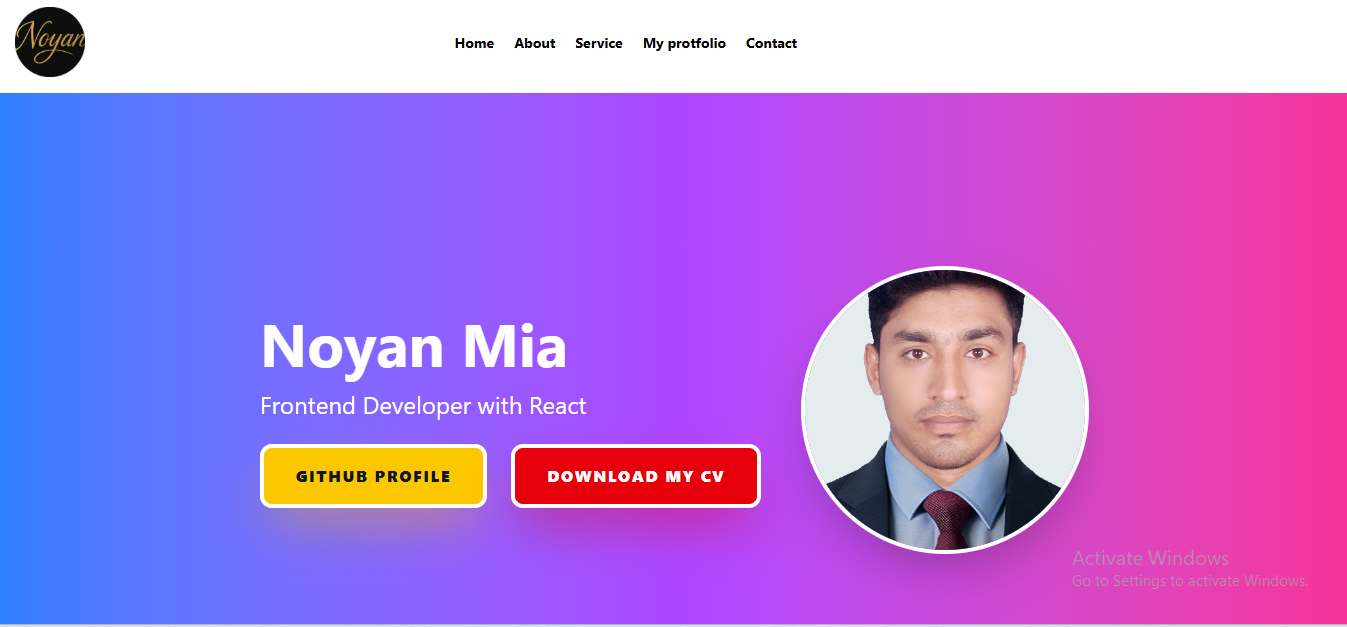 Noyan
Home About Service My protfolio Contact
Noyan Mia
Frontend Developer with React
GITHUB PROFILE DOWNLOAD MY CV
Activate Windows
Go to Settings to activate Windows.